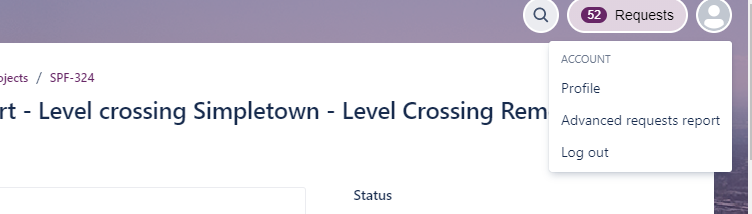 52 Requests
ACCOUNT
Profile
Advanced requests report
Log out
ojects / SPF-324
rt - Level crossing Simpletown - Level Crossing Rem
Status